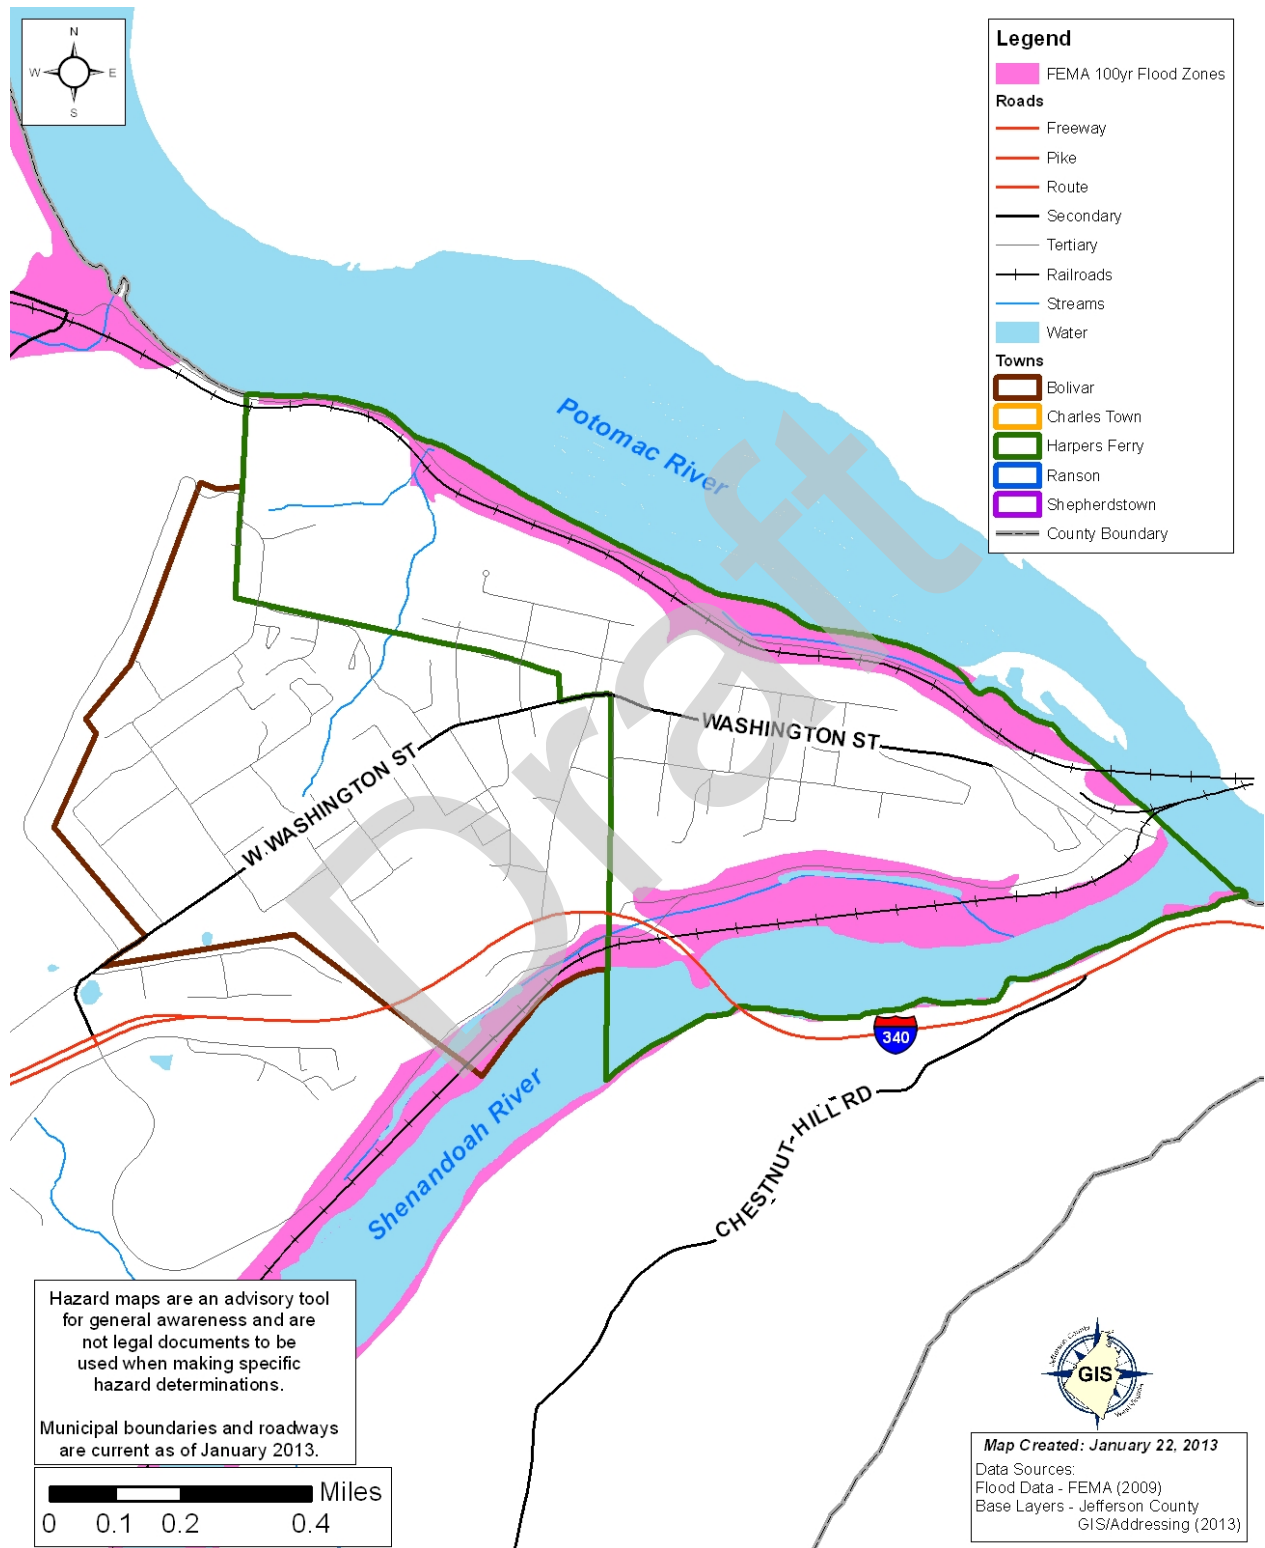 N
W
E
S
Legend
FEMA 100yr Flood Zones
Roads
Freeway
Pike
Route
Secondary
Tertiary
Railroads
Streams
Water
Towns
Bolivar
Charles Town
Harpers Ferry
Ranson
Shepherdstown
County Boundary
Potomac River
Draft
WASHINGTON ST
W. WASHINGTON ST
340
Shenandoah River
CHESTNUT-HILL RD
Hazard maps are an advisory tool
for general awareness and are
not legal documents to be
used when making specific
hazard determinations.
Municipal boundaries and roadways
are current as of January 2013.
Miles
0 0.1 0.2 0.4
Jefferson County
GIS
West Virginia
Map Created: January 22, 2013
Data Sources:
Flood Data - FEMA (2009)
Base Layers - Jefferson County
GIS/Addressing (2013)